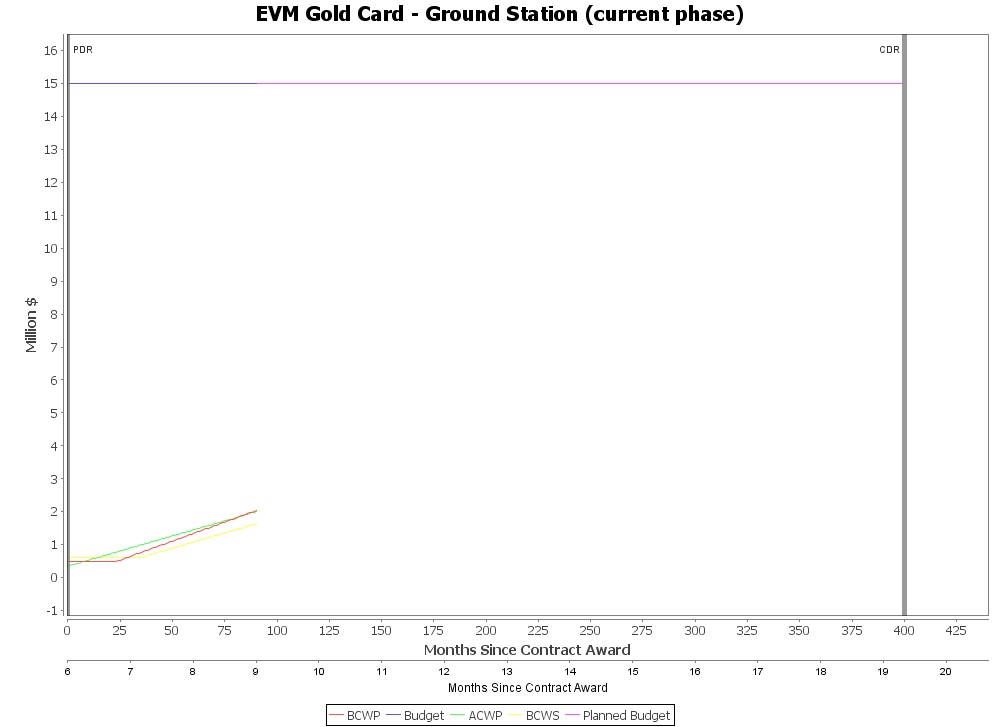 EVM Gold Card - Ground Station (current phase)
PDR
CDR
16
15
14
13
12
11
10
9
8
7
6
5
4
3
2
1
0
-1
Million $
0 25 50 75 100 125 150 175 200 225 250 275 300 325 350 375 400 425
Months Since Contract Award
6 7 8 9 10 11 12 13 14 15 16 17 18 19 20
Months Since Contract Award
BCWP Budget ACWP BCWS Planned Budget